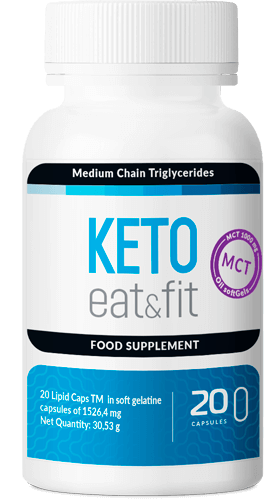 Medium Chain Triglycerides
KETO
eat&fit
MCT 1000 mg
MCT
Oil softGels
FOOD SUPPLEMENT
20 Lipid Caps TM in soft gelatine
capsules of 1526,4 mg
Net Quantity: 30,53 g
20
CAPSULES